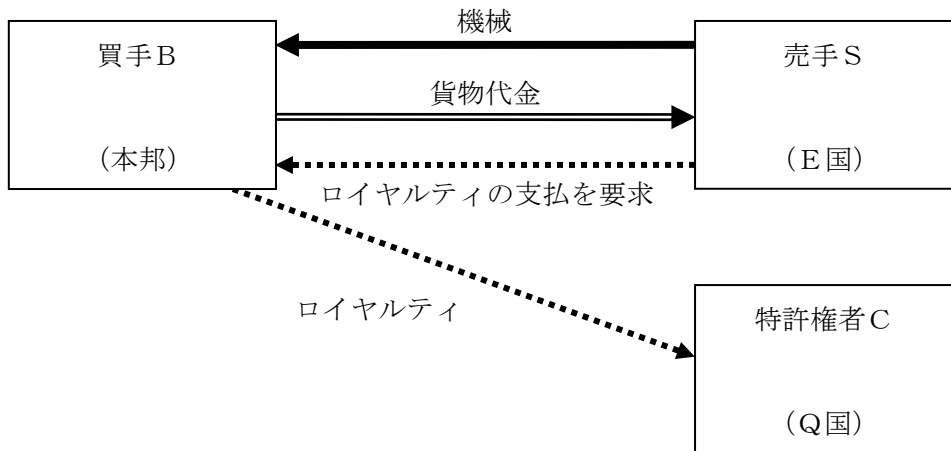 機械
買手Ｂ
売手Ｓ
貨物代金
（本邦）
（Ｅ国）
ロイヤルティの支払を要求
ロイヤルティ
特許権者Ｃ
（Ｑ国）